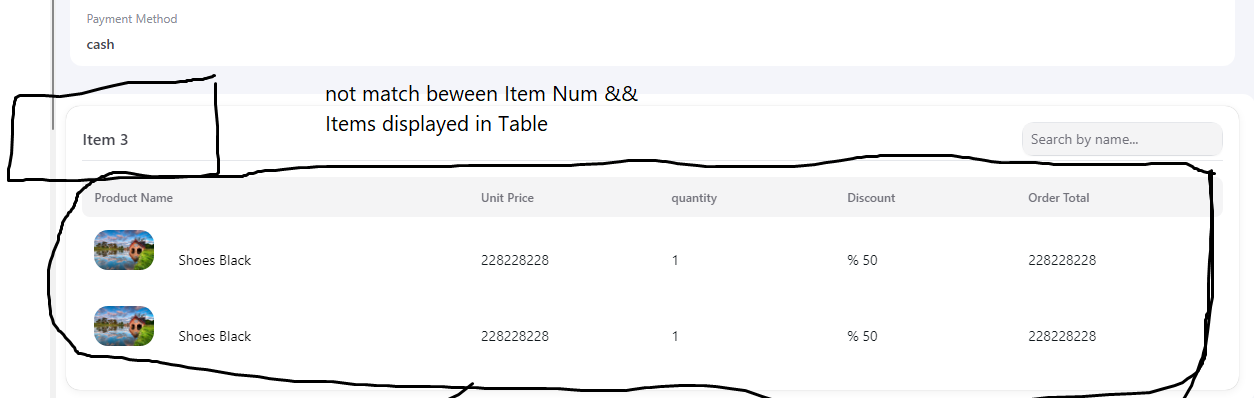 Payment Method
cash
not match beween Item Num &&
Items displayed in Table
Item 3
Search by name...
Product Name Unit Price quantity Discount Order Total
Shoes Black 228228228 1 % 50 228228228
Shoes Black 228228228 1 % 50 228228228